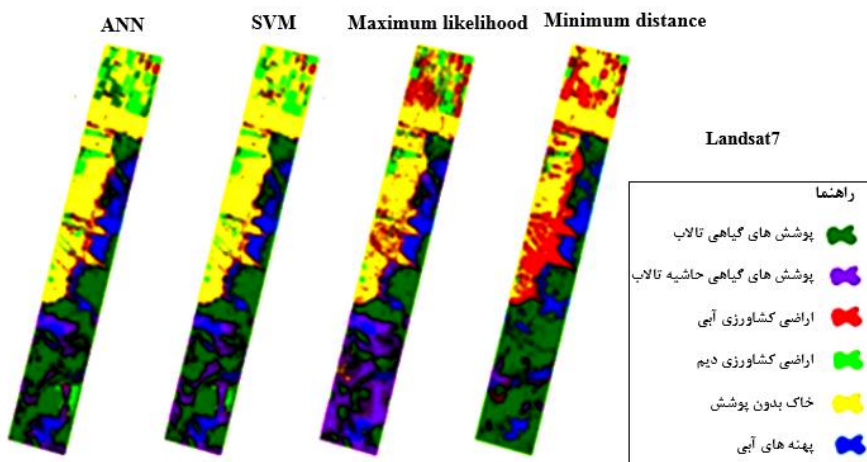 ANN
SVM
Maximum likelihood
Minimum distance
Landsat7
راهنما
پوشش های گیاهی تالاب
پوشش های گیاهی حاشیه تالاب
اراضی کشاورزی آبی
اراضی کشاورزی دیم
خاک بدون پوشش
پهنه های آبی